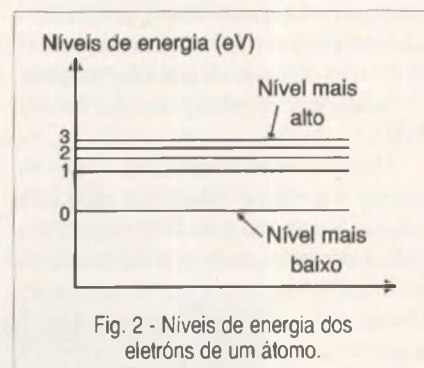 Níveis de energia (eV)
Nível mais
alto
3
2
1
0
Nível mais
baixo
Fig. 2 - Níveis de energia dos
eletróns de um átomo.